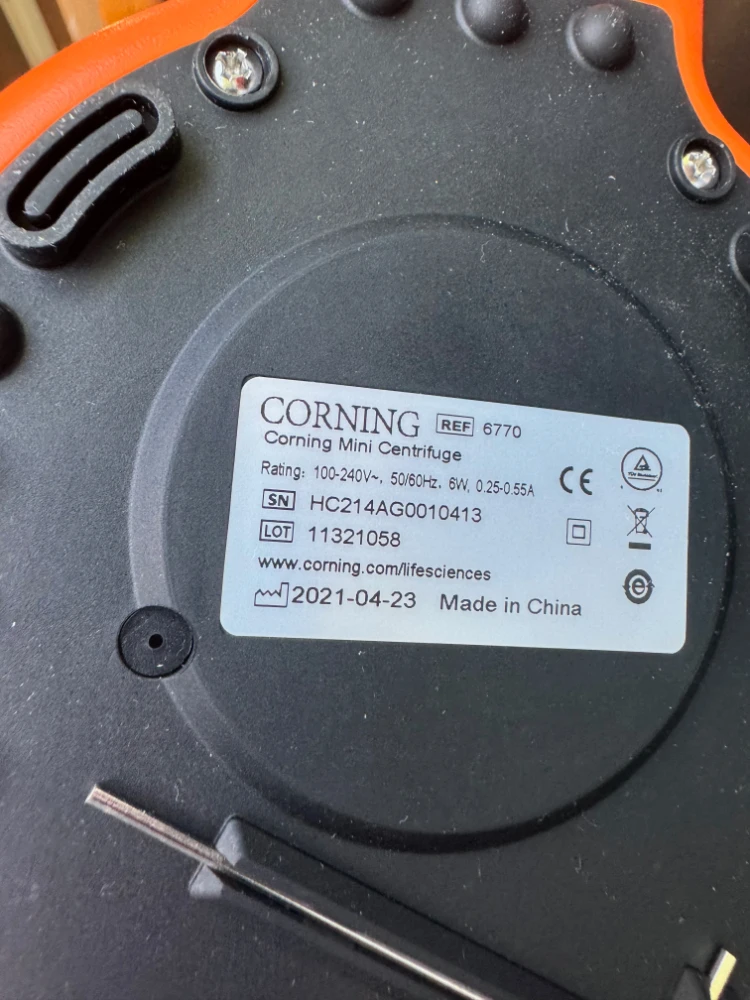 CORNING REF 6770
Corning Mini Centrifuge
Rating: 100-240V~, 50/60Hz, 6W, 0.25-0.55A
SN HC214AG0010413
LOT 11321058
www.corning.com/lifesciences
2021-04-23 Made in China
CE